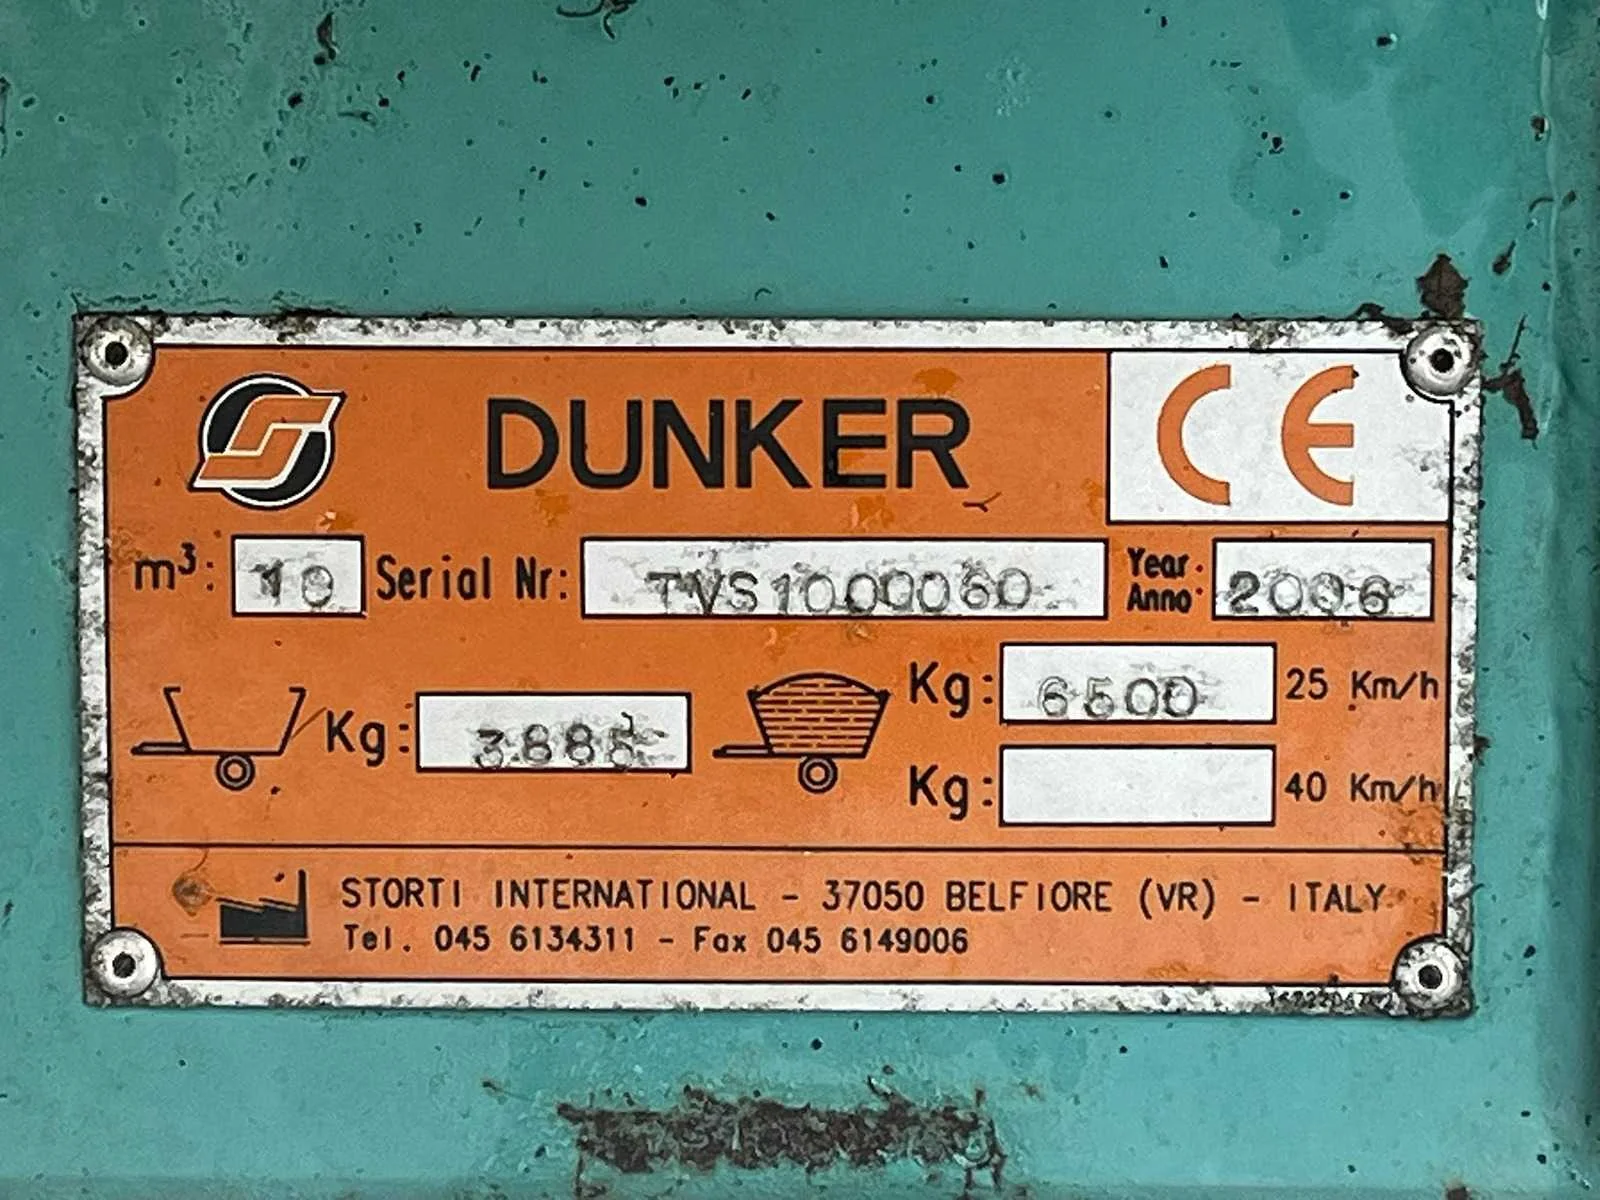 DUNKER CE
m³: 10 Serial Nr: TVS1000060 Year Anno 2006
Kg: 3885 Kg: 6500 25 Km/h
Kg: 40 Km/h
STORTI INTERNATIONAL - 37050 BELFIORE (VR) - ITALY
Tel. 045 6134311 - Fax 045 6149006